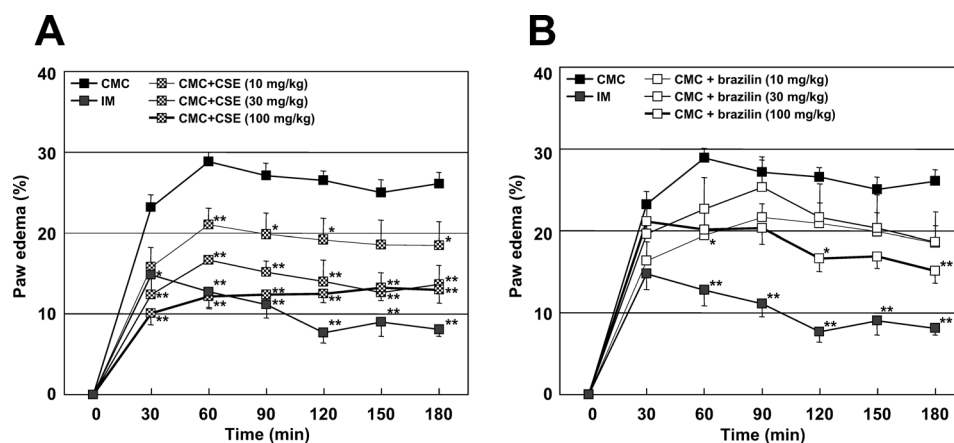 A
40
CMC
IM
CMC+CSE (10 mg/kg)
CMC+CSE (30 mg/kg)
CMC+CSE (100 mg/kg)
30
20
10
0
Paw edema (%)
** * * *
* ** ** ** ** ** **
** ** ** ** ** **
** ** ** ** **
0 30 60 90 120 150 180
Time (min)
B
40
CMC
IM
CMC + brazilin (10 mg/kg)
CMC + brazilin (30 mg/kg)
CMC + brazilin (100 mg/kg)
30
20
10
0
Paw edema (%)
* * **
** ** ** ** **
0 30 60 90 120 150 180
Time (min)